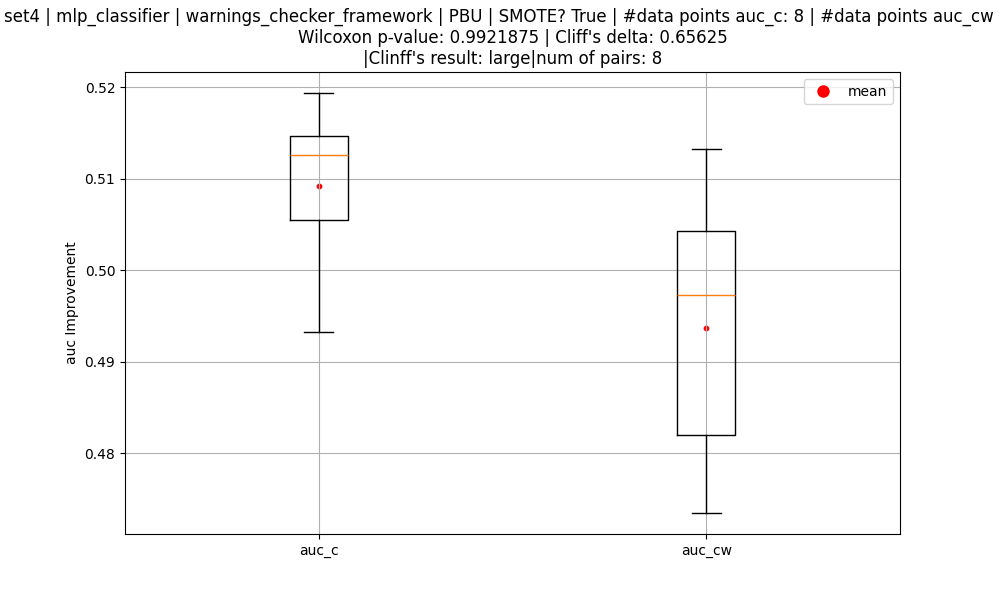 set4 | mlp_classifier | warnings_checker_framework | PBU | SMOTE? True | #data points auc_c: 8 | #data points auc_cw
Wilcoxon p-value: 0.9921875 | Cliff's delta: 0.65625
|Clinff's result: large|num of pairs: 8
mean
0.52
0.51
0.50
0.49
0.48
auc Improvement
auc_c
auc_cw